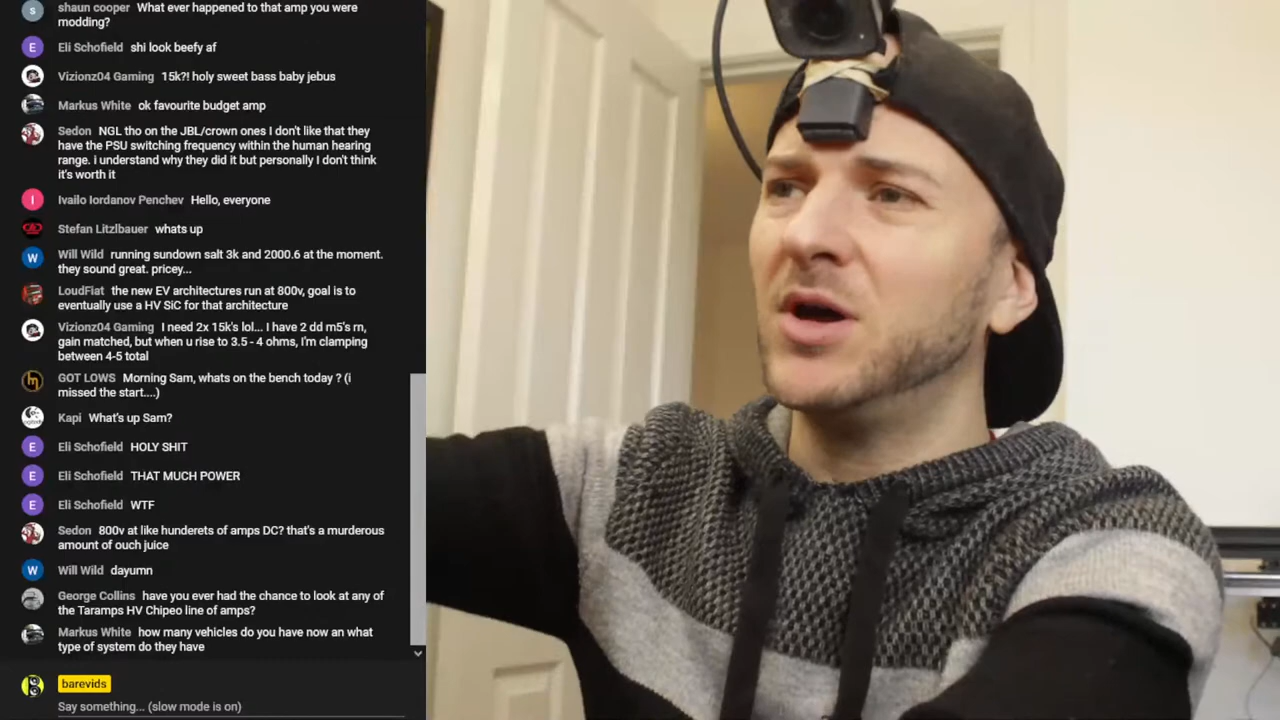 shaun cooper What ever happened to that amp you were
modding?
Eli Schofield shi look beefy af
Vizionz04 Gaming 15k?! holy sweet bass baby jebus
Markus White ok favourite budget amp
Sedon NGL tho on the JBL/crown ones I don't like that they
have the PSU switching frequency within the human hearing
range. i understand why they did it but personally I don't think
it's worth it
Ivailo Iordanov Penchev Hello, everyone
Stefan Litzlbauer whats up
Will Wild running sundown salt 3k and 2000.6 at the moment.
they sound great. pricey...
LoudFiat the new EV architectures run at 800v, goal is to
eventually use a HV SiC for that architecture
Vizionz04 Gaming I need 2x 15k's lol... I have 2 dd m5's rn,
gain matched, but when u rise to 3.5 - 4 ohms, I'm clamping
between 4-5 total
GOT LOWS Morning Sam, whats on the bench today ? (i
missed the start....)
Kapi What's up Sam?
Eli Schofield HOLY SHIT
Eli Schofield THAT MUCH POWER
Eli Schofield WTF
Sedon 800v at like hunderets of amps DC? that's a murderous
amount of ouch juice
Will Wild dayumn
George Collins have you ever had the chance to look at any of
the Taramps HV Chipeo line of amps?
Markus White how many vehicles do you have now an what
type of system do they have
barevids
Say something... (slow mode is on)